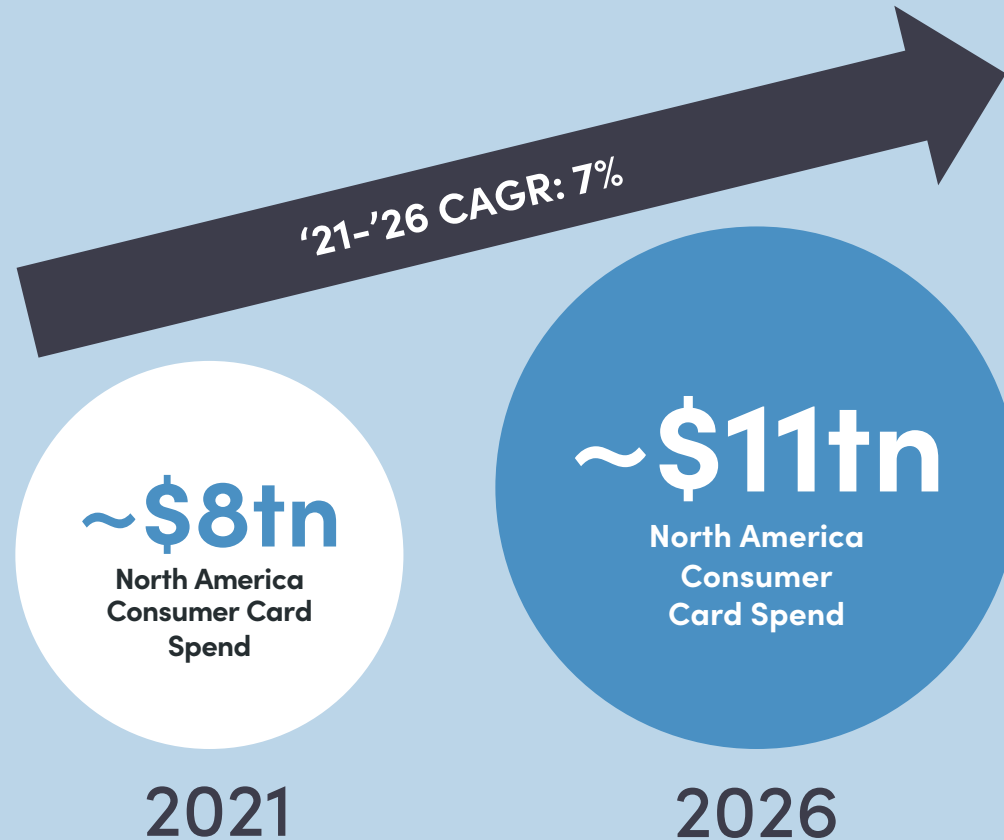 ‘21-’26 CAGR: 7%
~$8tn
North America
Consumer Card
Spend
2021
~$11tn
North America
Consumer
Card Spend
2026